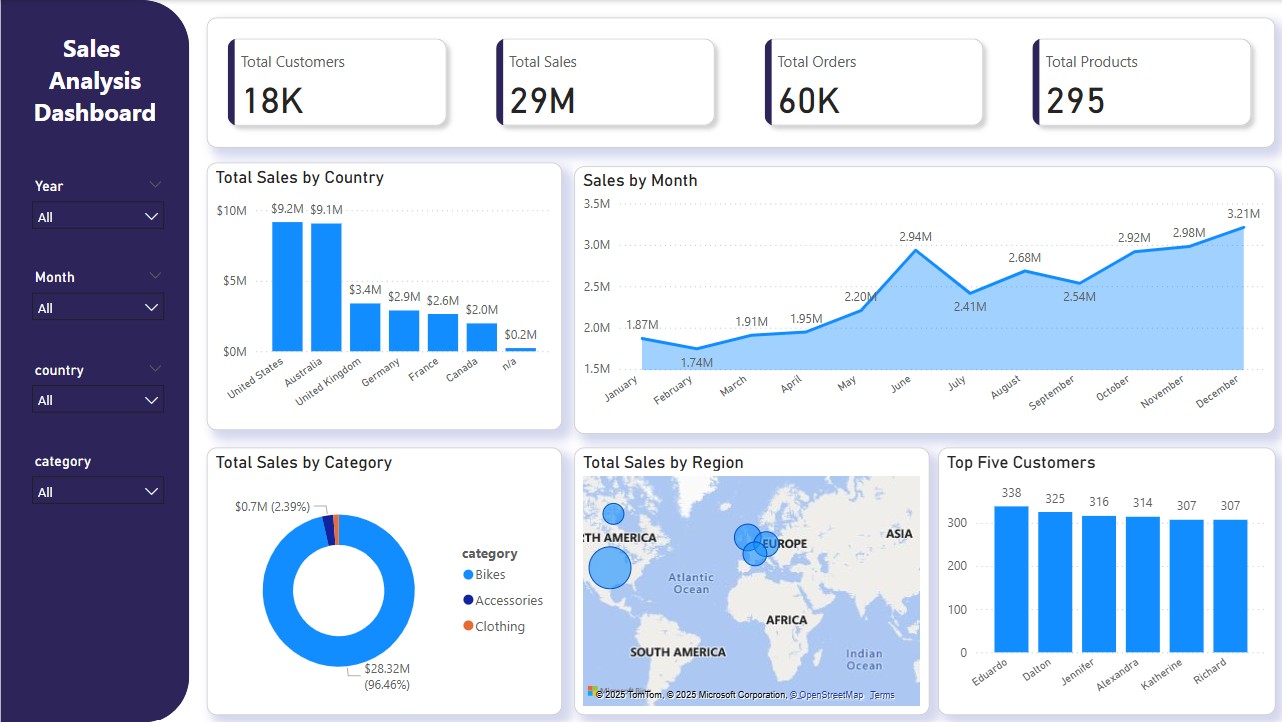 Sales
Analysis
Dashboard
Year
All
Month
All
country
All
category
All
Total Customers
18K
Total Sales
29M
Total Orders
60K
Total Products
295
Total Sales by Country
$10M
$5M
$0M
$9.2M
$9.1M
$3.4M
$2.9M
$2.6M
$2.0M
$0.2M
United States
Australia
United Kingdom
Germany
France
Canada
n/a
Sales by Month
3.5M
3.0M
2.5M
2.0M
1.5M
1.87M
1.74M
1.91M
1.95M
2.20M
2.94M
2.41M
2.68M
2.54M
2.92M
2.98M
3.21M
January
February
March
April
May
June
July
August
September
October
November
December
Total Sales by Category
$0.7M (2.39%)
$28.32M
(96.46%)
category
Bikes
Accessories
Clothing
Total Sales by Region
RTH AMERICA
EUROPE
ASIA
Atlantic
Ocean
AFRICA
SOUTH AMERICA
Indian
Ocean
© 2025 TomTom, © 2025 Microsoft Corporation, © OpenStreetMap Terms
Top Five Customers
300
200
100
0
338
325
316
314
307
307
Eduardo
Dalton
Jennifer
Alexandra
Katherine
Richard